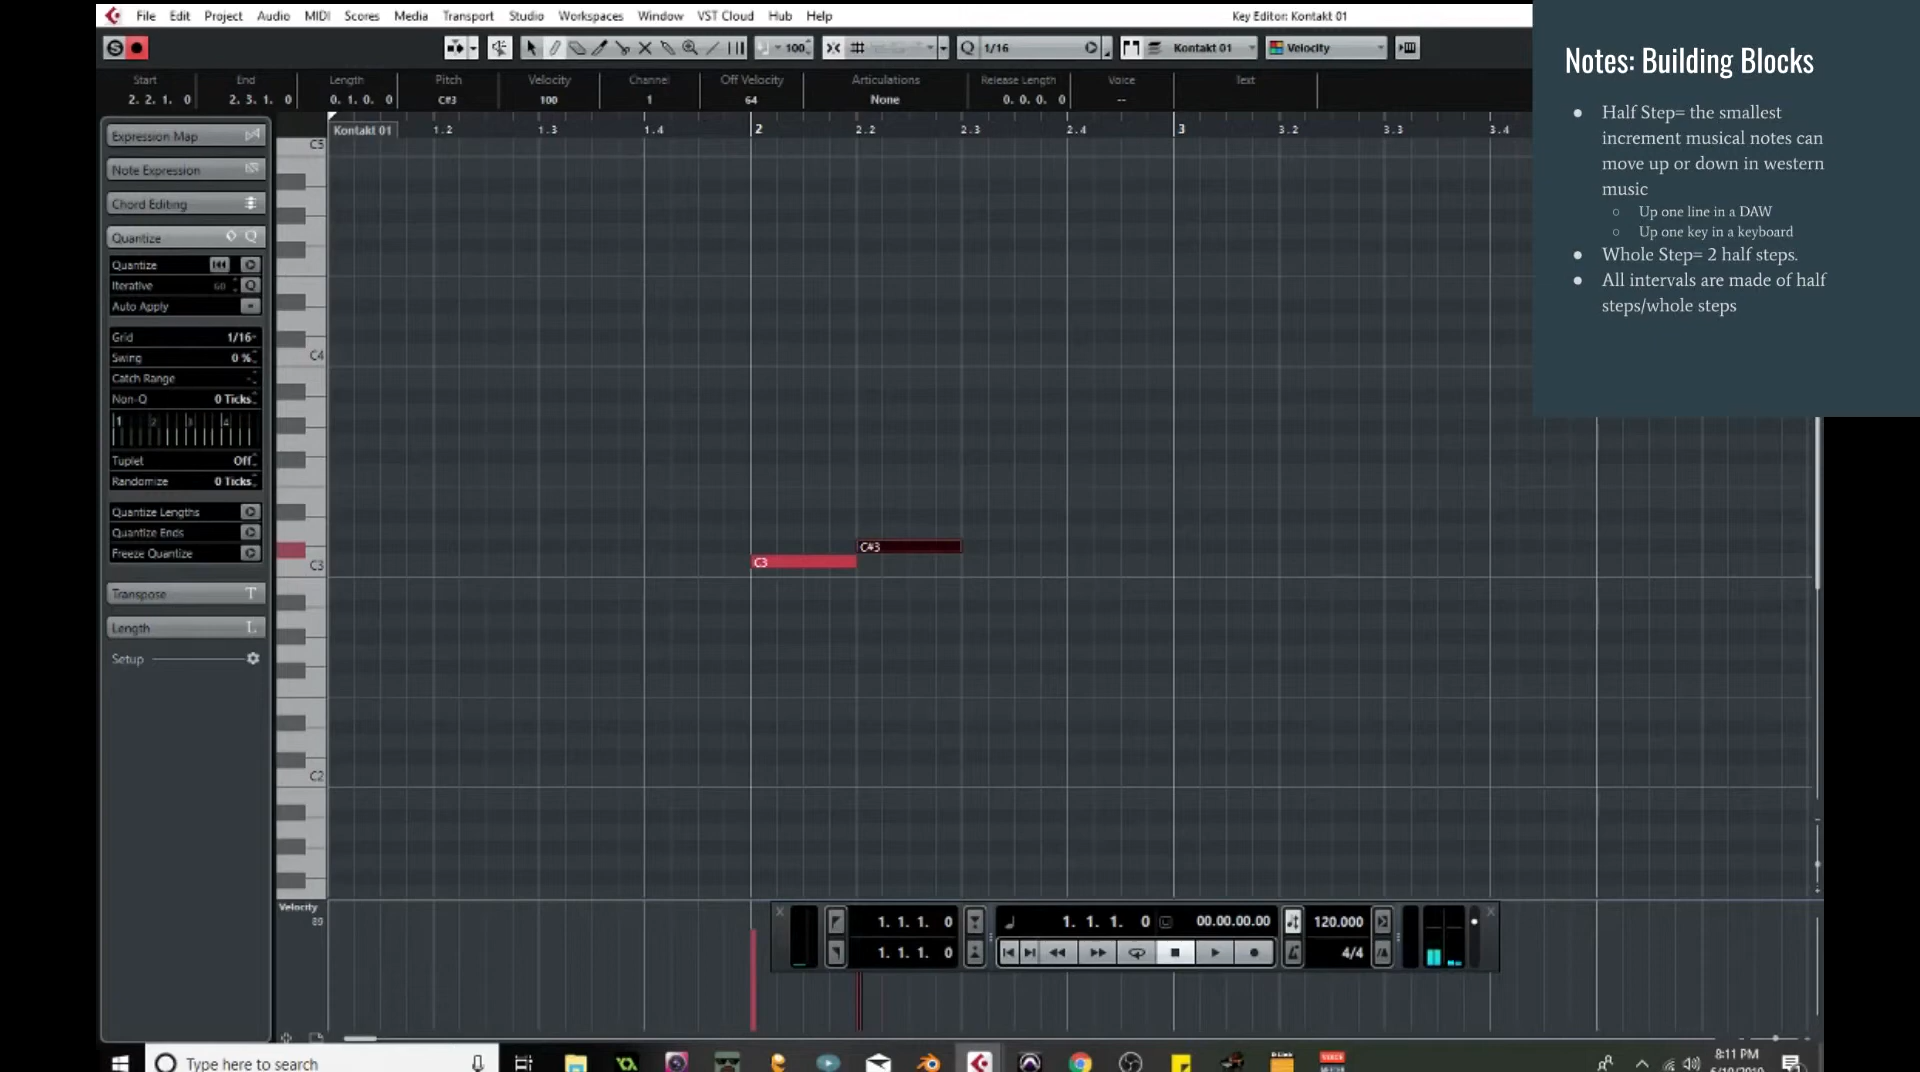 File Edit Project Audio MIDI Scores Media Transport Studio Workspaces Window VST Cloud Hub Help Key Editor: Kontakt 01
100 1/16 Kontakt 01 Velocity
Start End Length Pitch Velocity Channel Off Velocity Articulations Release Length Voice Text
2. 2. 1. 0 2. 3. 1. 0 0. 1. 0. 0 C#3 100 1 64 None 0. 0. 0. 0 --
Kontakt 01 1.2 1.3 1.4 2 2.2 2.3 2.4 3 3.2 3.3 3.4
Notes: Building Blocks
● Half Step= the smallest
increment musical notes can
move up or down in western
music
○ Up one line in a DAW
○ Up one key in a keyboard
● Whole Step= 2 half steps.
● All intervals are made of half
steps/whole steps
Expression Map
Note Expression
Chord Editing
Quantize
Quantize
Iterative 60
Auto Apply
Grid 1/16
Swing 0 %
Catch Range -
Non-Q 0 Ticks
1 2 3 4
Tuplet Off
Randomize 0 Ticks
Quantize Lengths
Quantize Ends
Freeze Quantize
Transpose T
Length L
Setup
C5
C4
C3
C2
C#3
C3
Velocity
89
1. 1. 1. 0 1. 1. 1. 0 00.00.00.00 120.000
1. 1. 1. 0 4/4
Type here to search 8:11 PM